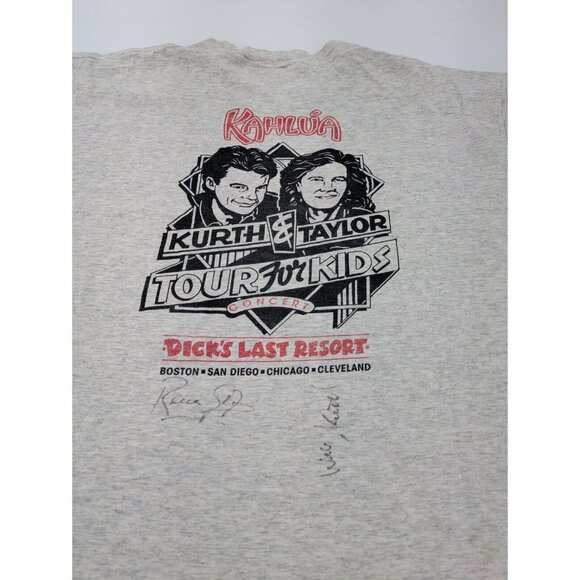 KAHLÚA
KURTH & TAYLOR
TOUR For KIDS
CONCERT
DICK'S LAST RESORT
BOSTON ▪ SAN DIEGO ▪ CHICAGO ▪ CLEVELAND